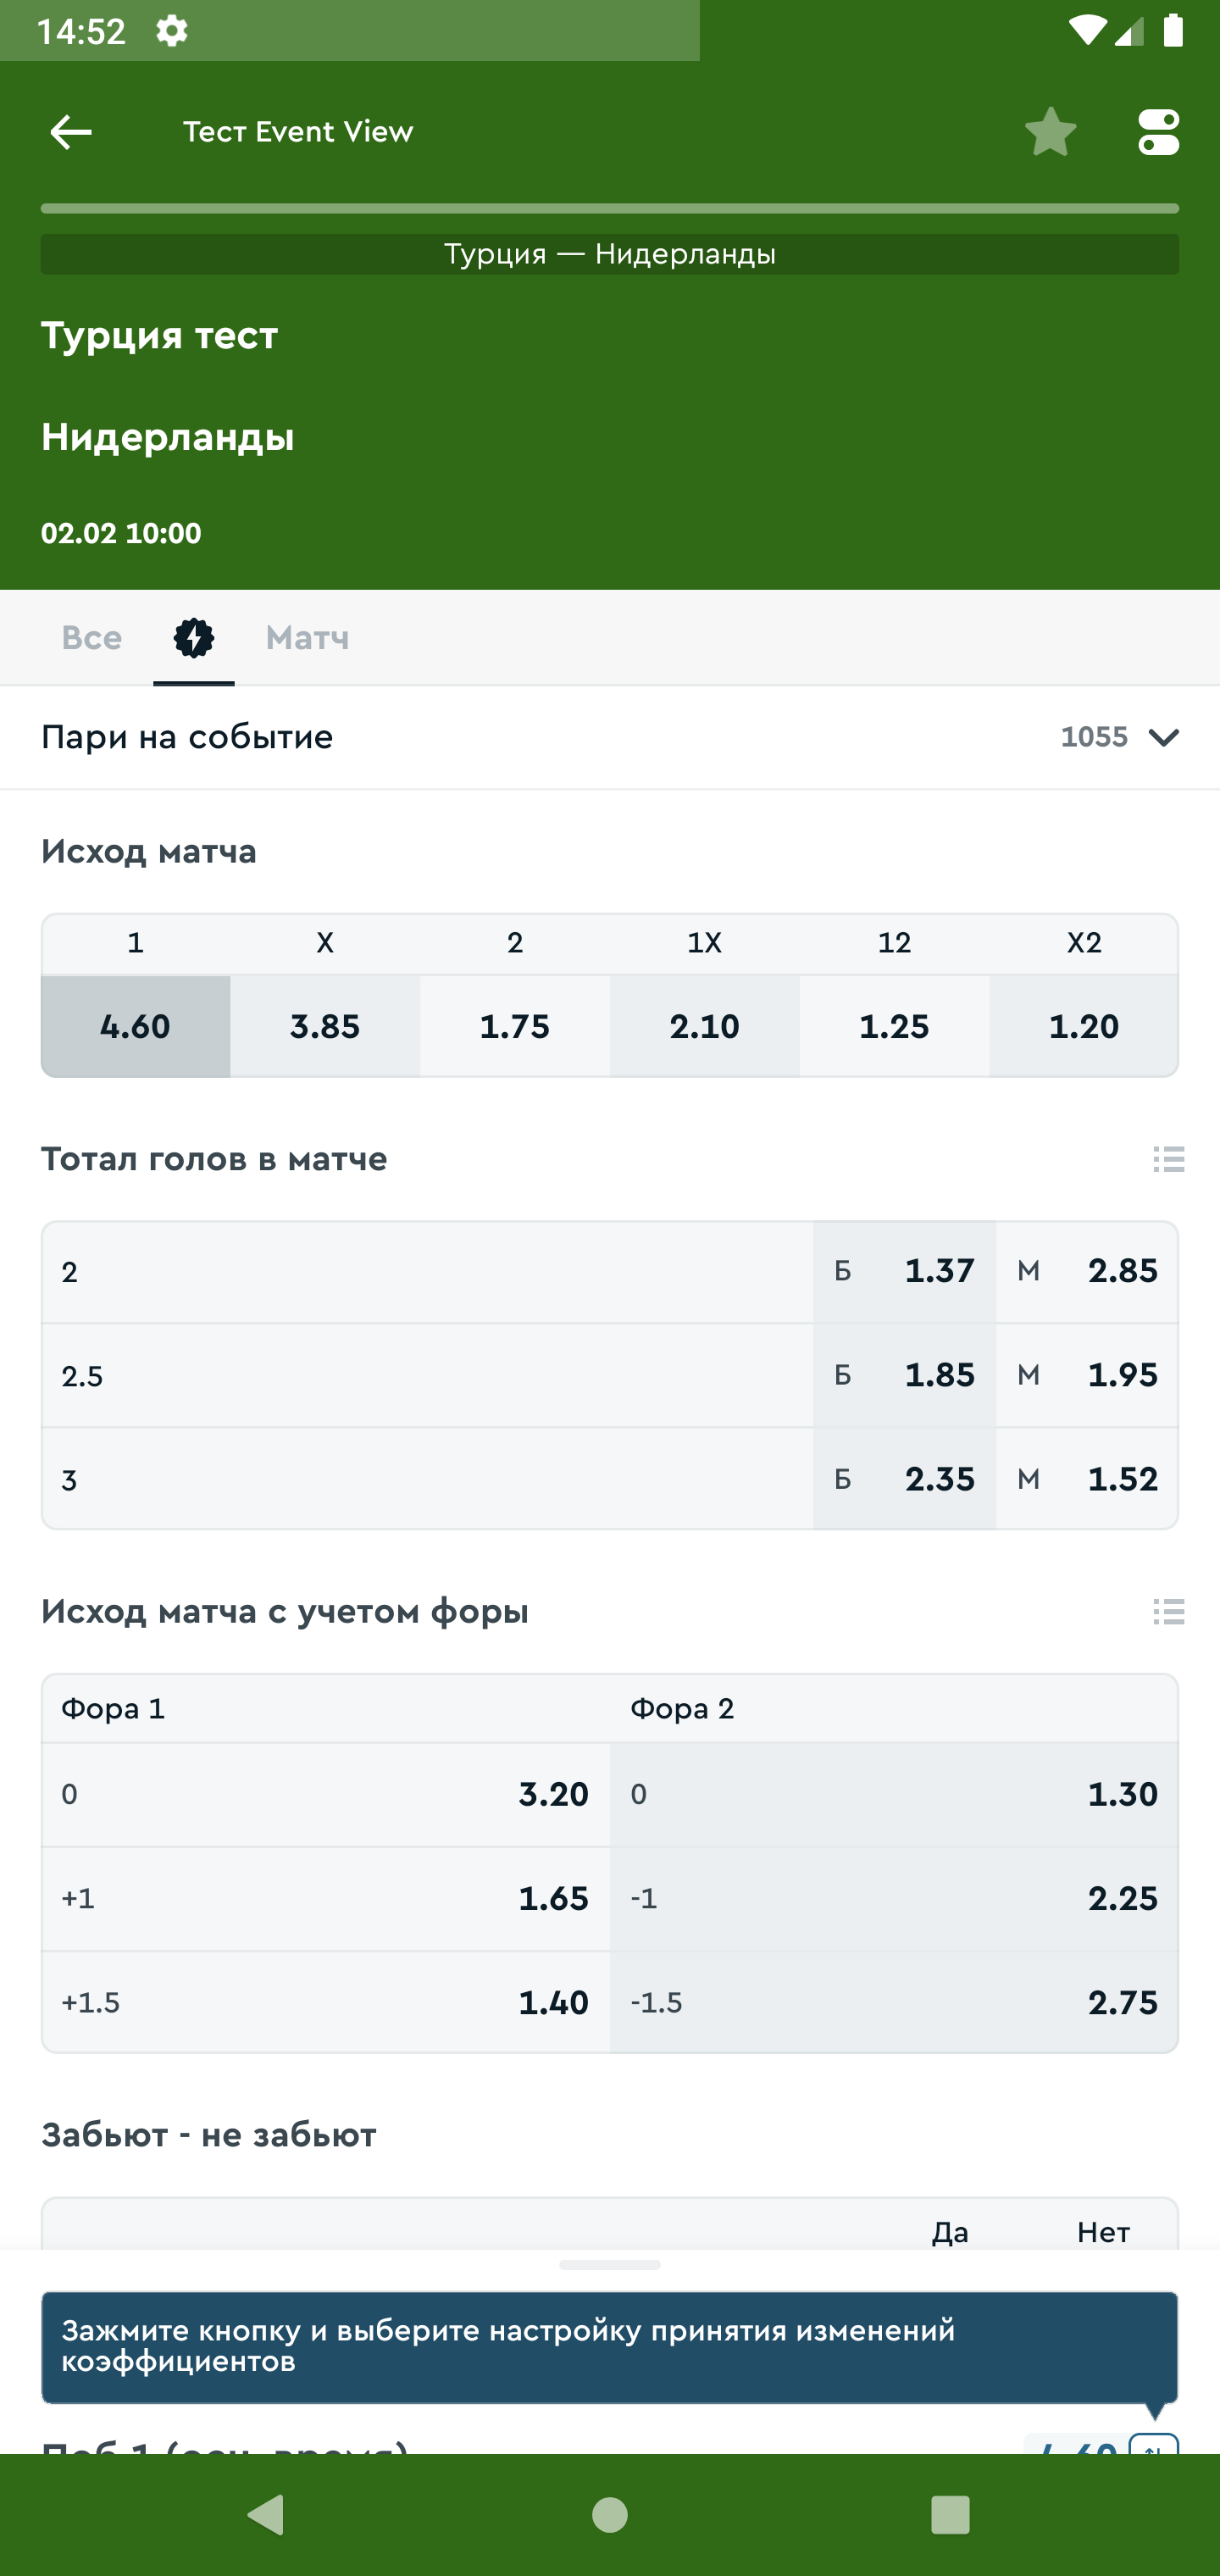 14:52
Тест Event View
Турция — Нидерланды
Турция тест
Нидерланды
02.02 10:00
Все Матч
Пари на событие 1055
Исход матча
1 X 2 1X 12 X2
4.60 3.85 1.75 2.10 1.25 1.20
Тотал голов в матче
2 Б 1.37 М 2.85
2.5 Б 1.85 М 1.95
3 Б 2.35 М 1.52
Исход матча с учетом форы
Фора 1 Фора 2
0 3.20 0 1.30
+1 1.65 -1 2.25
+1.5 1.40 -1.5 2.75
Забьют - не забьют
Да Нет
Зажмите кнопку и выберите настройку принятия изменений
коэффициентов
1 время) 4.60